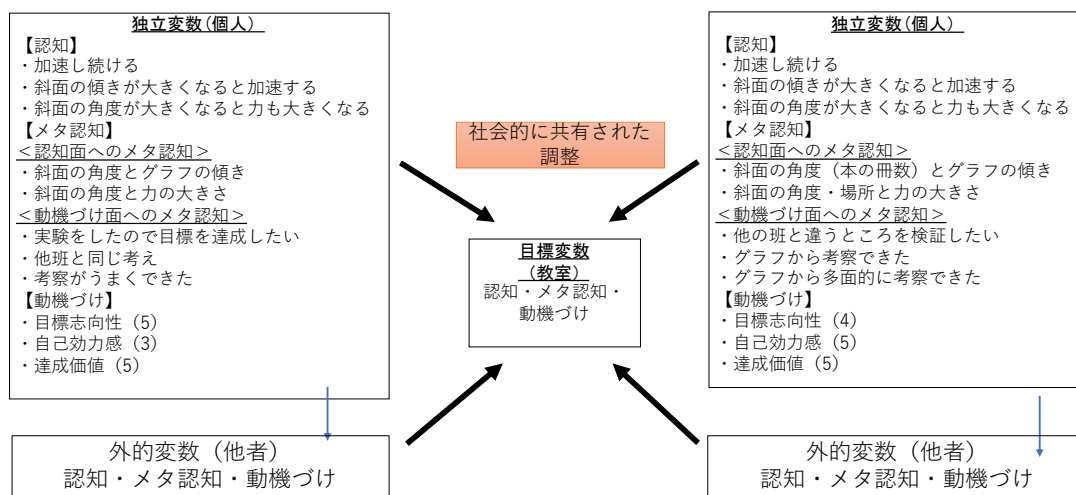 独立変数(個人)
【認知】
・加速し続ける
・斜面の傾きが大きくなると加速する
・斜面の角度が大きくなると力も大きくなる
【メタ認知】
<認知面へのメタ認知>
・斜面の角度とグラフの傾き
・斜面の角度と力の大きさ
<動機づけ面へのメタ認知>
・実験をしたので目標を達成したい
・他班と同じ考え
・考察がうまくできた
【動機づけ】
・目標志向性（5）
・自己効力感（3）
・達成価値（5）
外的変数（他者）
認知・メタ認知・動機づけ
社会的に共有された
調整
目標変数
（教室）
認知・メタ認知・
動機づけ
独立変数(個人)
【認知】
・加速し続ける
・斜面の傾きが大きくなると加速する
・斜面の角度が大きくなると力も大きくなる
【メタ認知】
<認知面へのメタ認知>
・斜面の角度（本の冊数）とグラフの傾き
・斜面の角度・場所と力の大きさ
<動機づけ面へのメタ認知>
・他の班と違うところを検証したい
・グラフから考察できた
・グラフから多面的に考察できた
【動機づけ】
・目標志向性（4）
・自己効力感（5）
・達成価値（5）
外的変数（他者）
認知・メタ認知・動機づけ